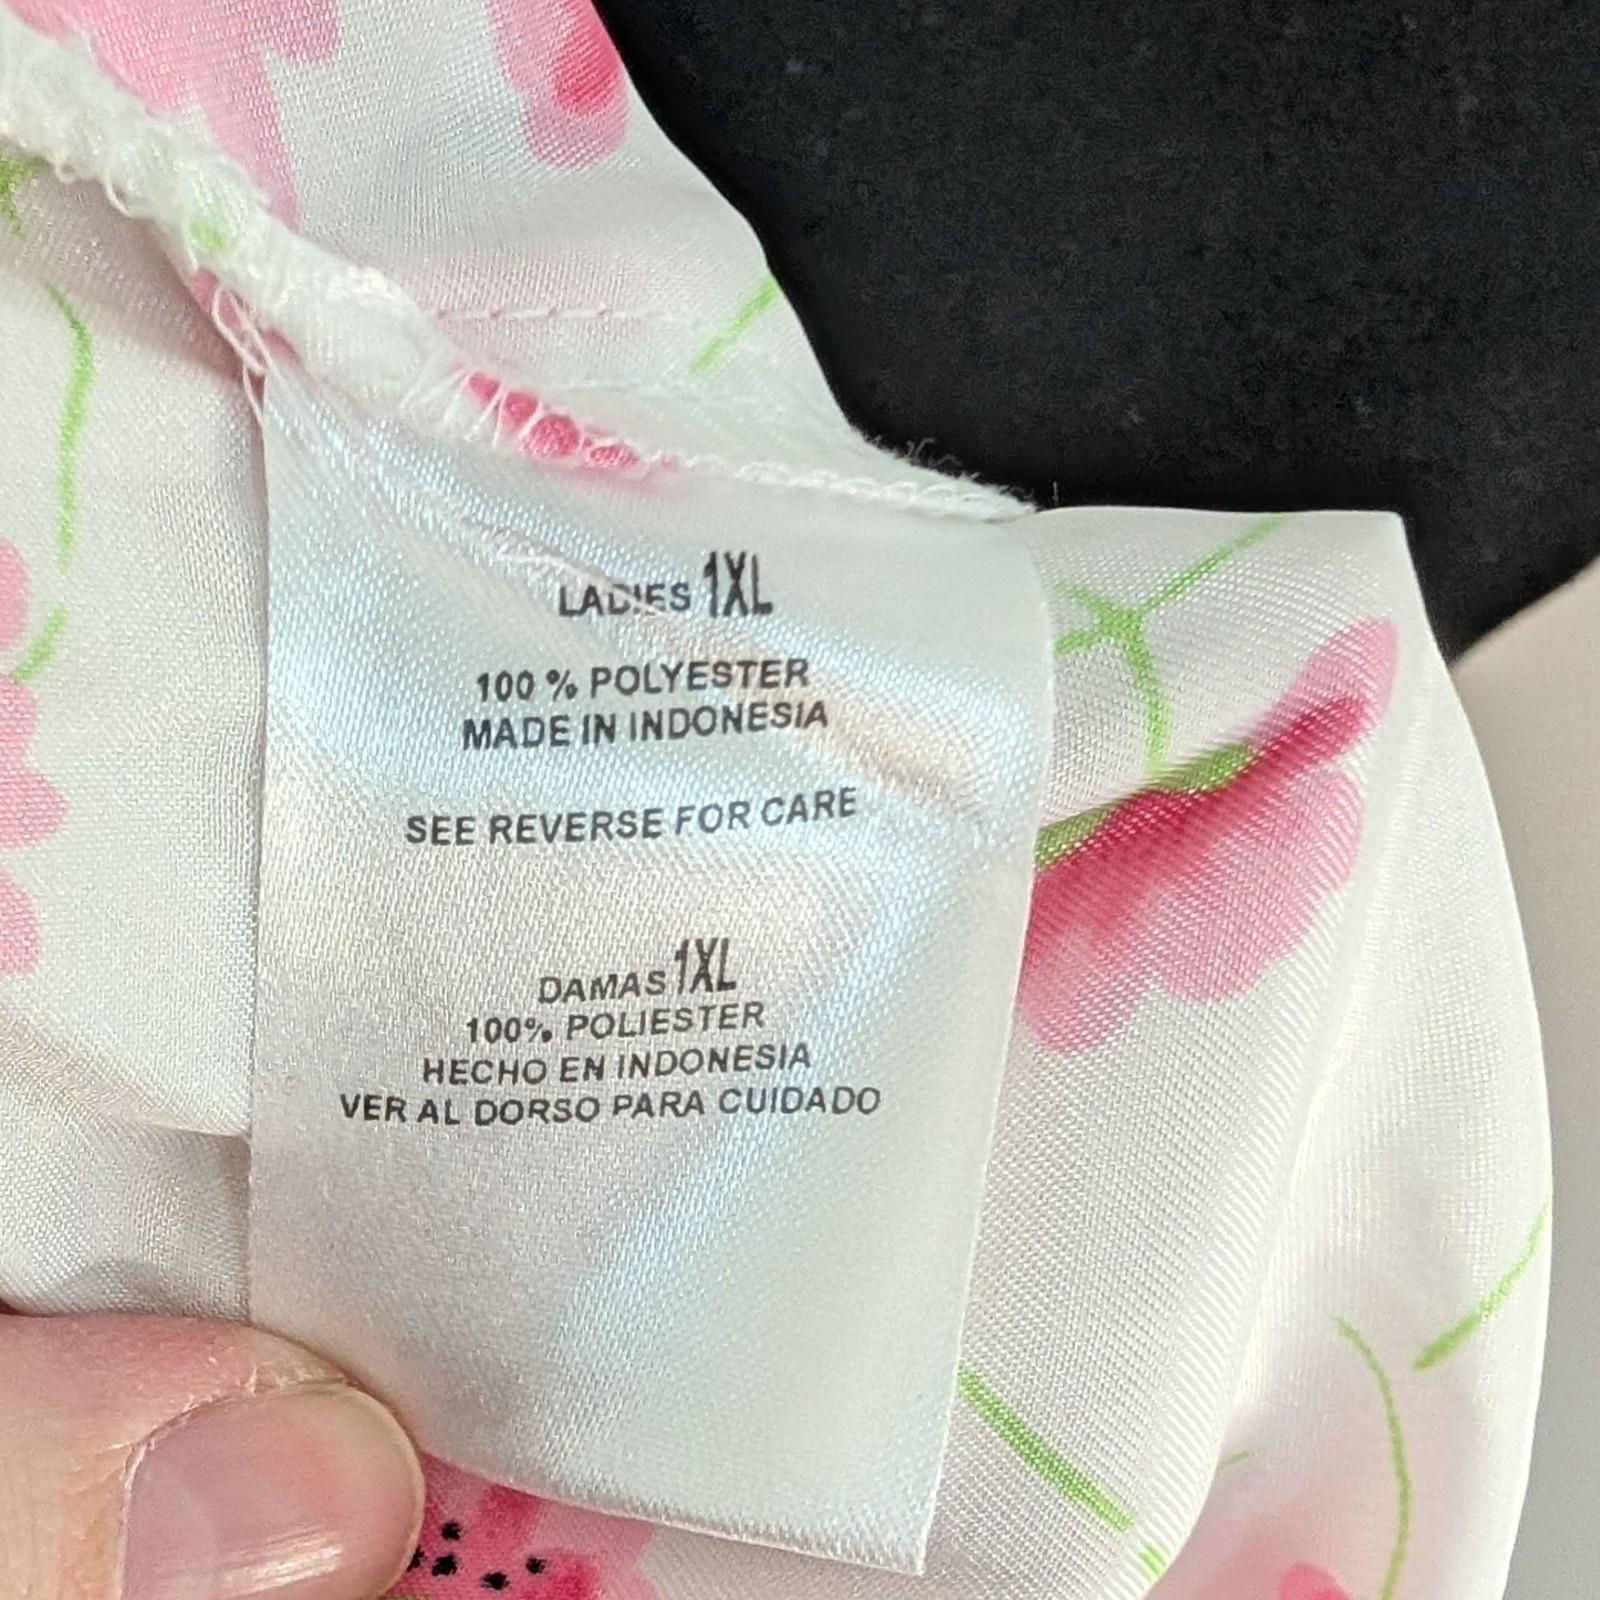 LADIES 1XL
100 % POLYESTER
MADE IN INDONESIA
SEE REVERSE FOR CARE
DAMAS 1XL
100% POLIESTER
HECHO EN INDONESIA
VER AL DORSO PARA CUIDADO